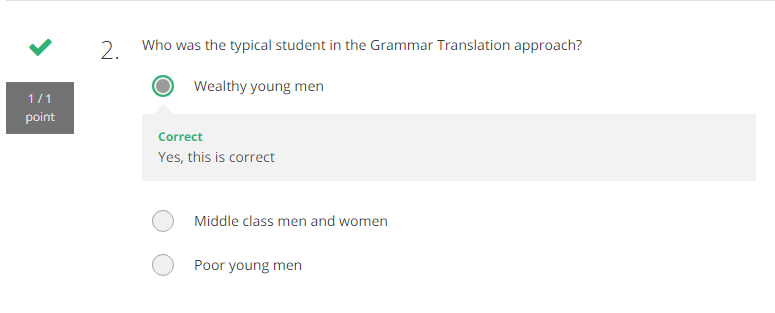 2. Who was the typical student in the Grammar Translation approach?
Wealthy young men
1 / 1
point
Correct
Yes, this is correct
Middle class men and women
Poor young men